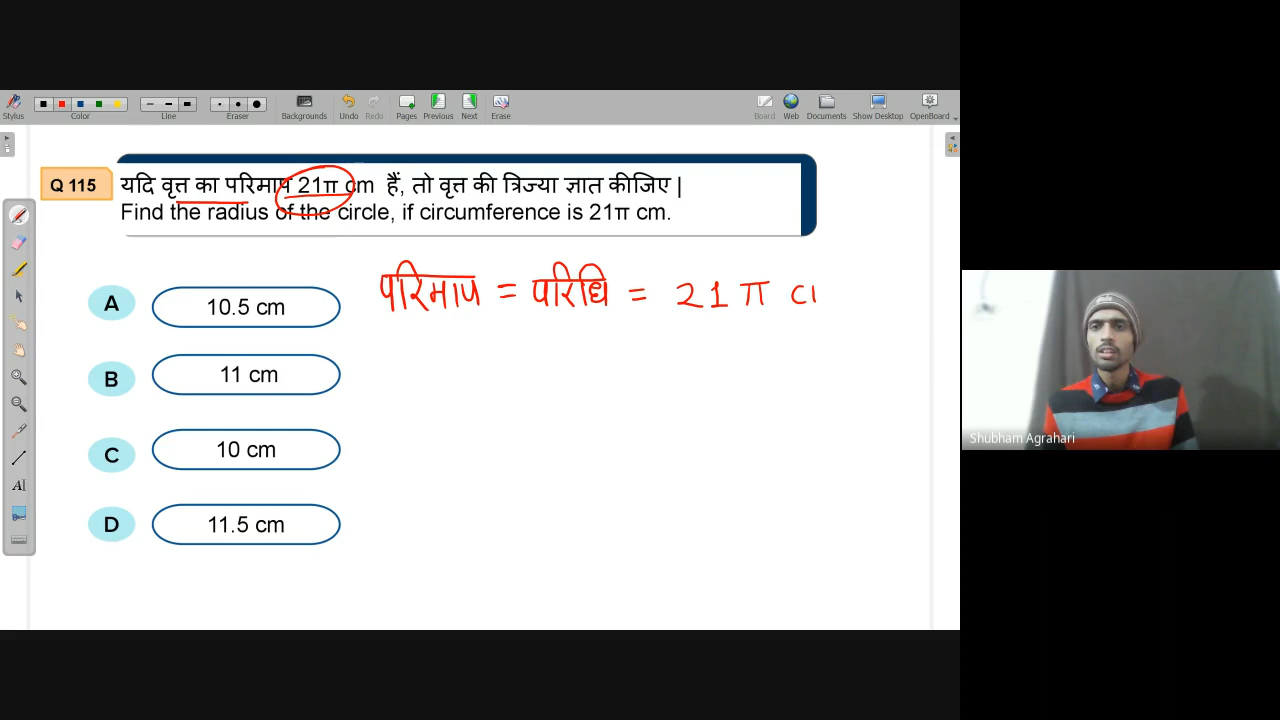 Stylus
Color
Line
Eraser
Backgrounds
Undo
Redo
Pages
Previous
Next
Erase
Board
Web
Documents
Show Desktop
OpenBoard
Q 115
यदि वृत्त का परिमाप 21π cm हैं, तो वृत्त की त्रिज्या ज्ञात कीजिए |
Find the radius of the circle, if circumference is 21π cm.
परिमाप = परिधि = 21 π
A 10.5 cm
B 11 cm
C 10 cm
D 11.5 cm
Shubham Agrahari